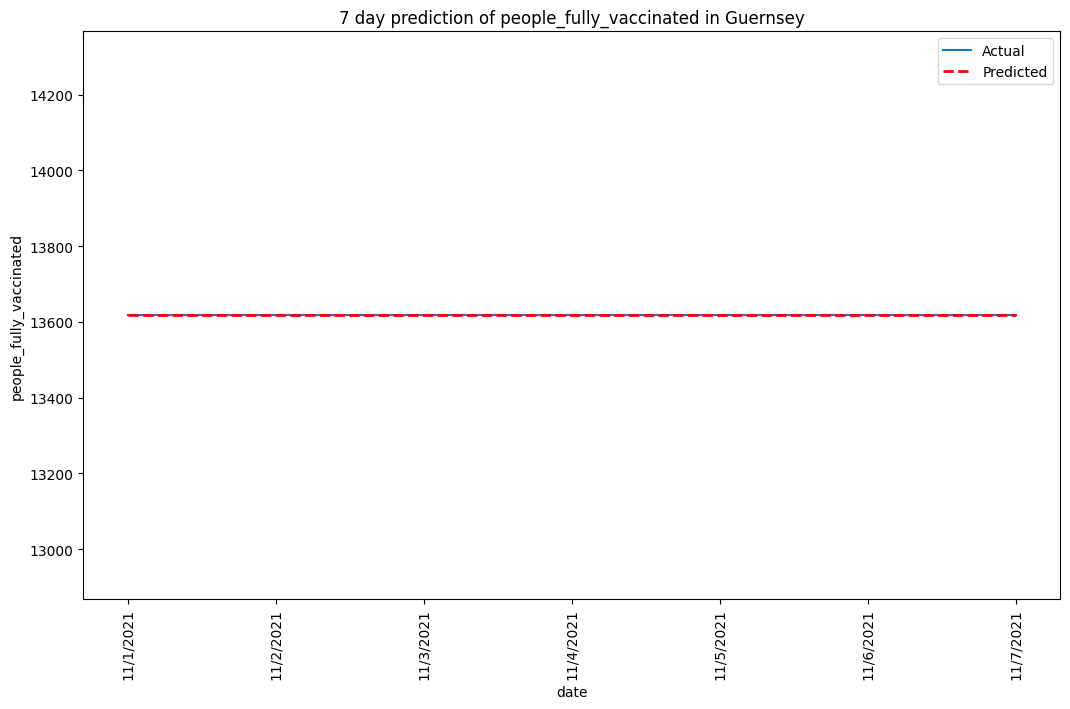 7 day prediction of people_fully_vaccinated in Guernsey
Actual
Predicted
14200
14000
13800
13600
13400
13200
13000
people_fully_vaccinated
11/1/2021
11/2/2021
11/3/2021
11/4/2021
11/5/2021
11/6/2021
11/7/2021
date